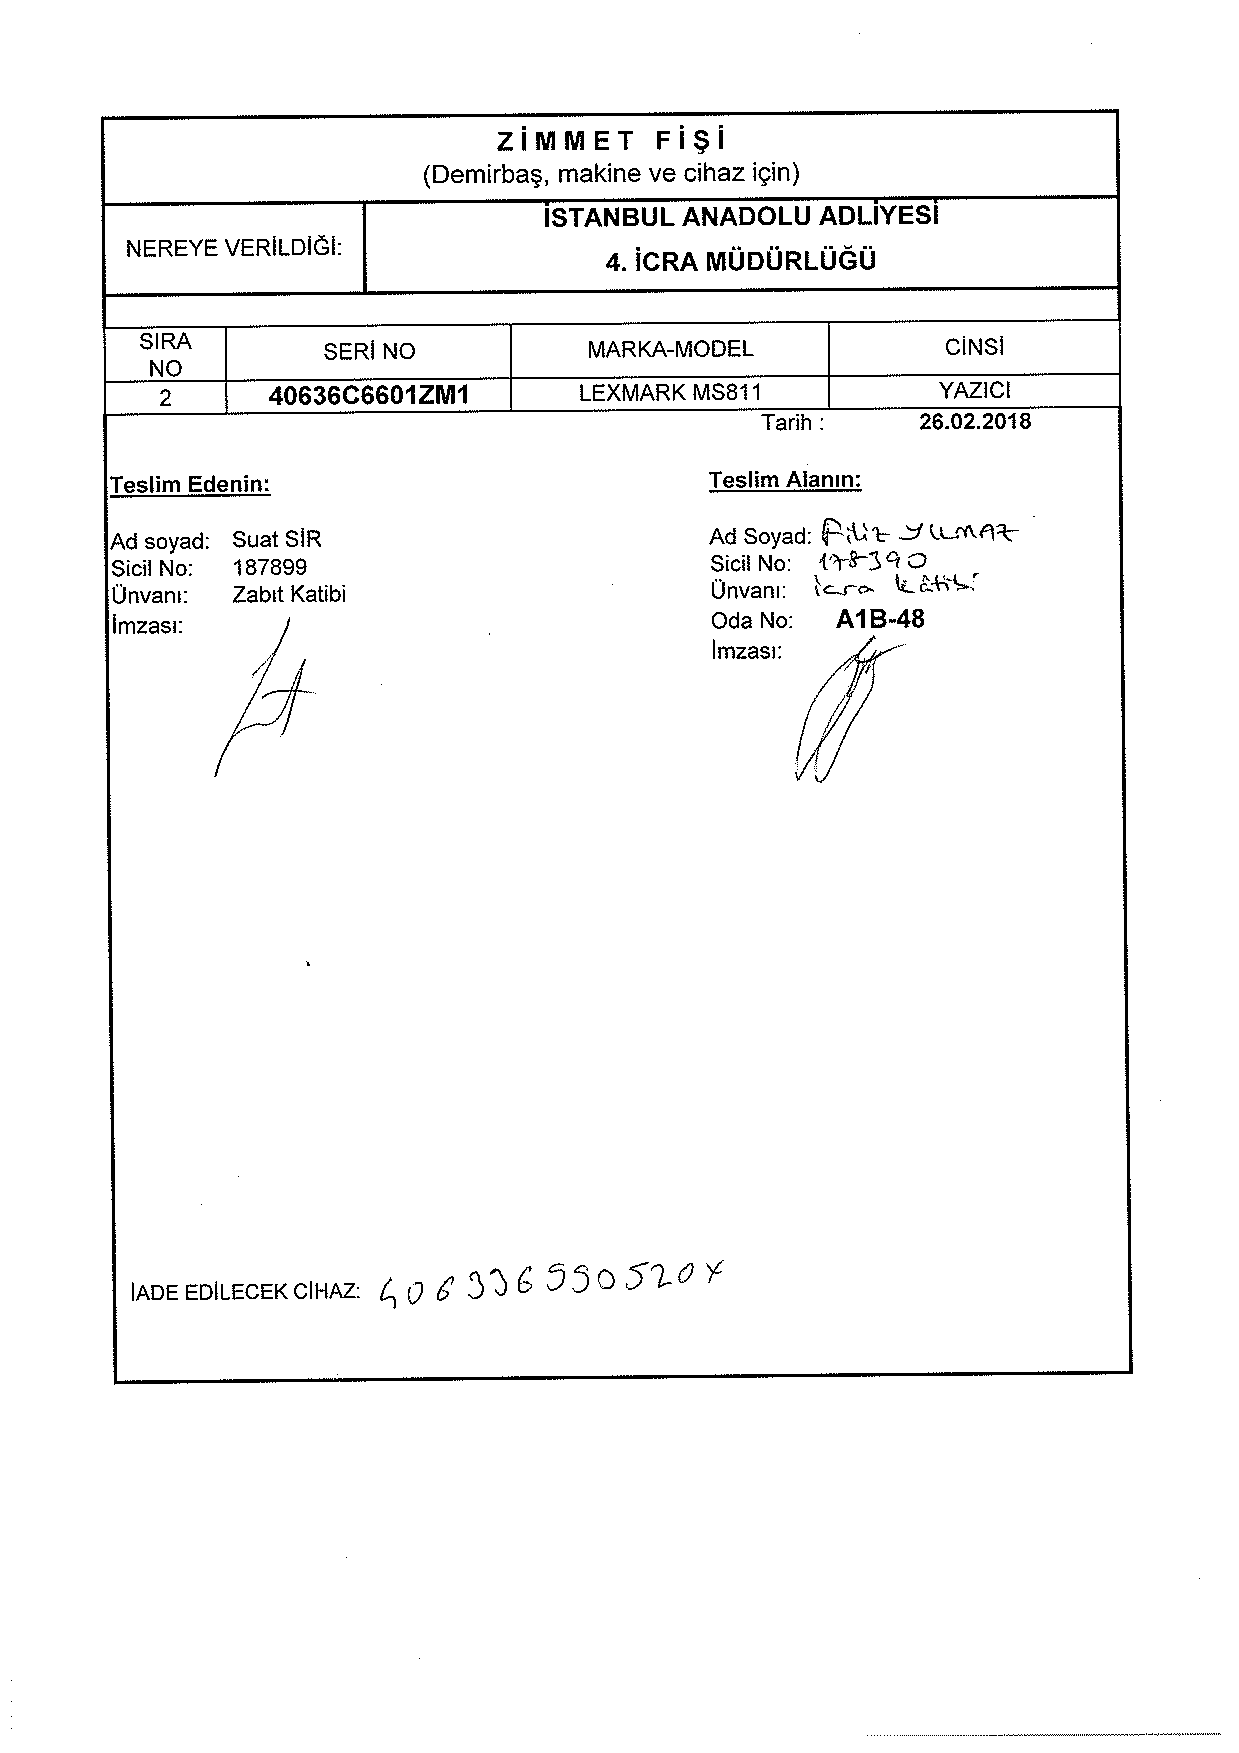 ZİMMET FİŞİ
(Demirbaş, makine ve cihaz için)
NEREYE VERİLDİĞİ:
İSTANBUL ANADOLU ADLİYESİ
4. İCRA MÜDÜRLÜĞÜ
SIRA NO SERİ NO MARKA-MODEL CİNSİ
2 40636C6601ZM1 LEXMARK MS811 YAZICI
Tarih : 26.02.2018
Teslim Edenin: Teslim Alanın:
Ad soyad: Suat SİR Ad Soyad: Filiz YILMAZ
Sicil No: 187899 Sicil No: 178390
Ünvanı: Zabıt Katibi Ünvanı: İcra Kâtibi
İmzası: Oda No: A1B-48
İmzası:
İADE EDİLECEK CİHAZ: